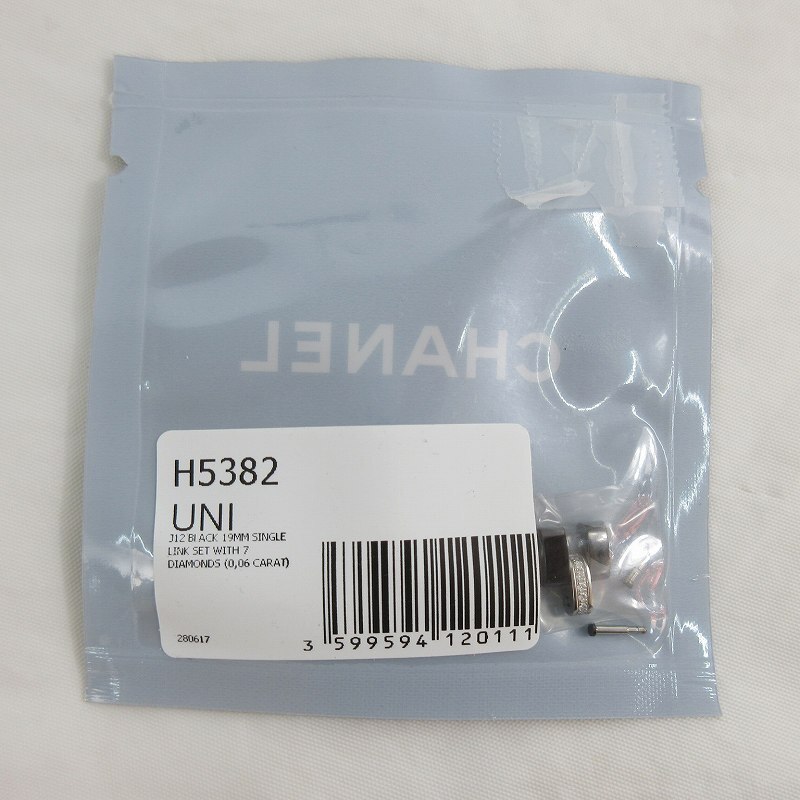 CHANEL
H5382
UNI
J12 BLACK 19MM SINGLE
LINK SET WITH 7
DIAMONDS (0,06 CARAT)
280617
3 599594 120111